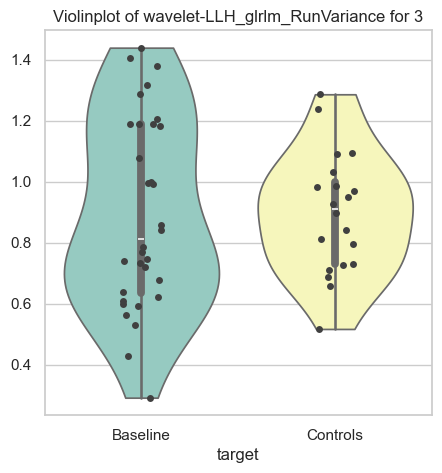 Violinplot of wavelet-LLH_glrlm_RunVariance for 3
1.4
1.2
1.0
0.8
0.6
0.4
Baseline Controls
target